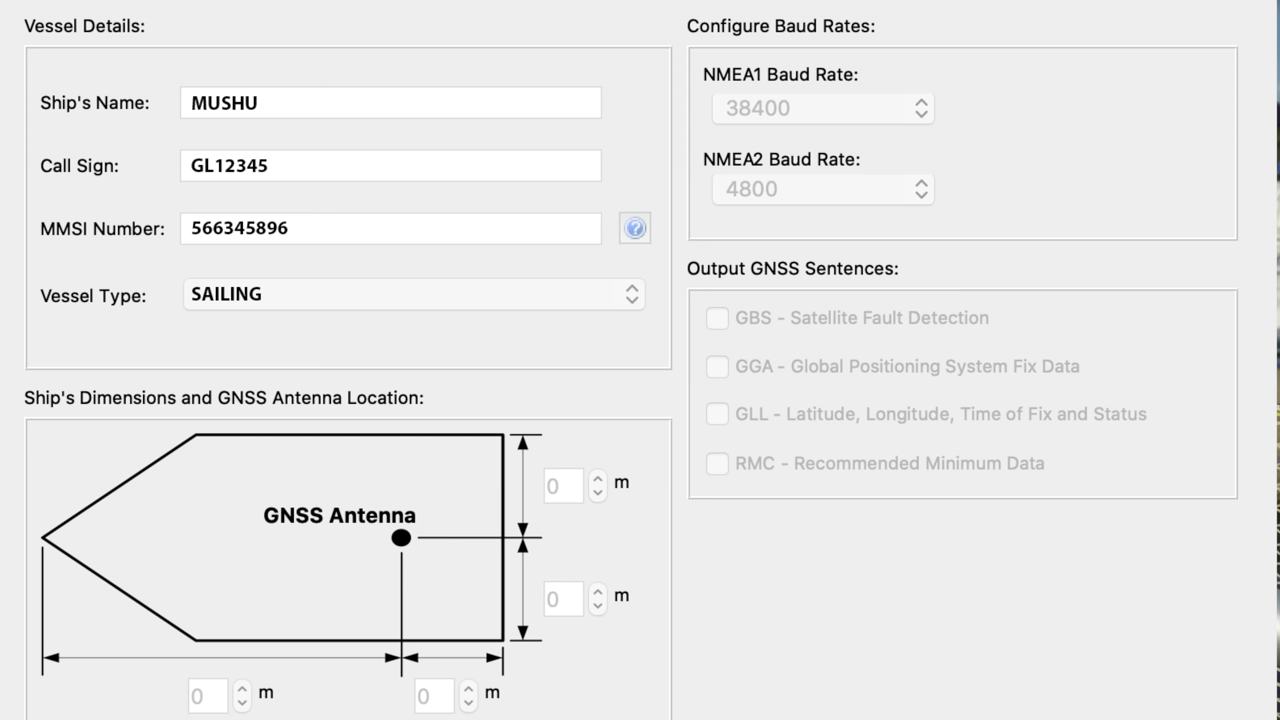 Vessel Details:
Ship's Name: MUSHU
Call Sign: GL12345
MMSI Number: 566345896
?
Vessel Type: SAILING
Ship's Dimensions and GNSS Antenna Location:
GNSS Antenna
0 m
0 m
0 m
0 m
Configure Baud Rates:
NMEA1 Baud Rate:
38400
NMEA2 Baud Rate:
4800
Output GNSS Sentences:
GBS - Satellite Fault Detection
GGA - Global Positioning System Fix Data
GLL - Latitude, Longitude, Time of Fix and Status
RMC - Recommended Minimum Data